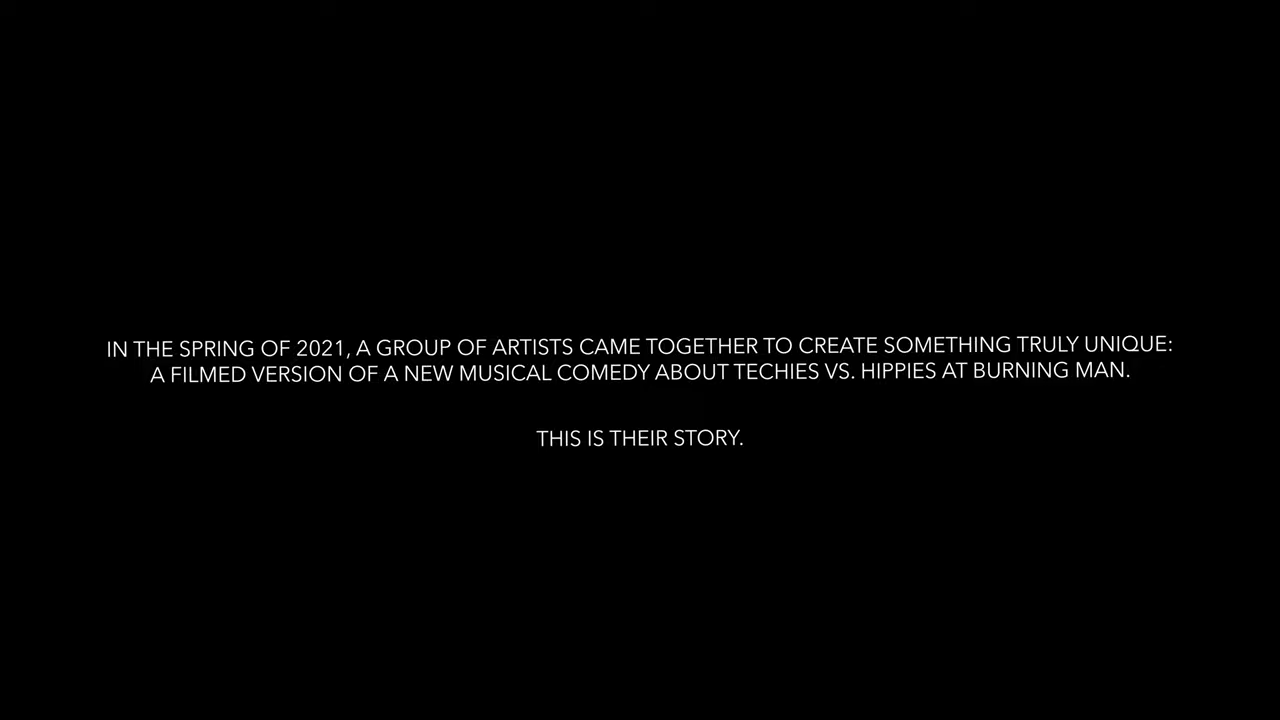 IN THE SPRING OF 2021, A GROUP OF ARTISTS CAME TOGETHER TO CREATE SOMETHING TRULY UNIQUE:
A FILMED VERSION OF A NEW MUSICAL COMEDY ABOUT TECHIES VS. HIPPIES AT BURNING MAN.
THIS IS THEIR STORY.